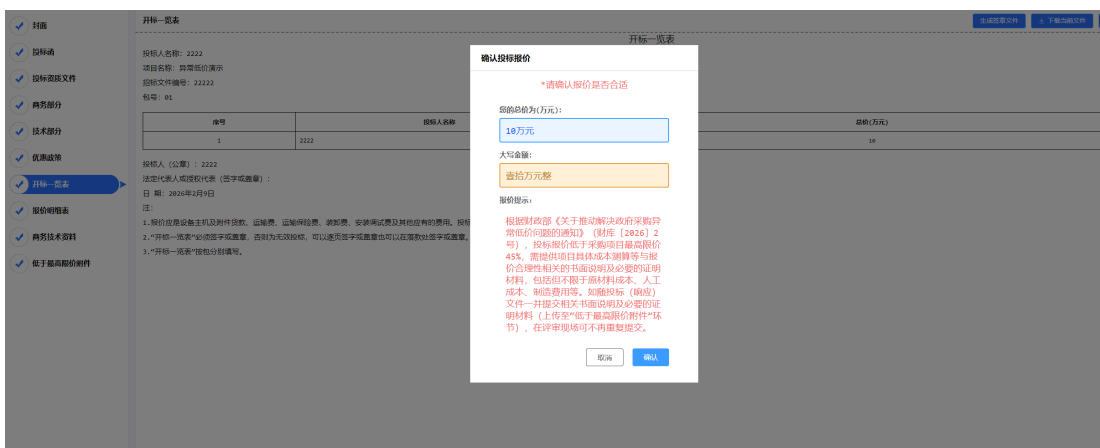 封面
投标函
投标资质文件
商务部分
技术部分
优惠政策
开标一览表
报价明细表
商务技术资料
低于最高限价附件
开标一览表
生成签章文件
下载当前文件
开标一览表
投标人名称: 2222
项目名称: 异常低价演示
招标文件编号: 22222
包号: 01
序号 投标人名称 总价(万元)
1 2222 10
投标人 (公章) : 2222
法定代表人或授权代表 (签字或盖章) :
日 期: 2026年2月9日
注:
1.报价应是设备主机及附件货款、运输费、运输保险费、装卸费、安装调试费及其他应有的费用。投标
2.“开标一览表”必须签字或盖章, 否则为无效投标, 可以逐页签字或盖章也可以在落款处签字或盖章。
3.“开标一览表”按包分别填写。
确认投标报价
*请确认报价是否合适
您的总价为(万元):
10万元
大写金额:
壹拾万元整
报价提示:
根据财政部《关于推动解决政府采购异
常低价问题的通知》(财库〔2026〕2
号), 投标报价低于采购项目最高限价
45%, 需提供项目具体成本测算等与报
价合理性相关的书面说明及必要的证明
材料, 包括但不限于原材料成本、人工
成本、制造费用等。如随投标 (响应)
文件一并提交相关书面说明及必要的证
明材料 (上传至“低于最高限价附件”环
节) , 在评审现场可不再重复提交。
取消
确认